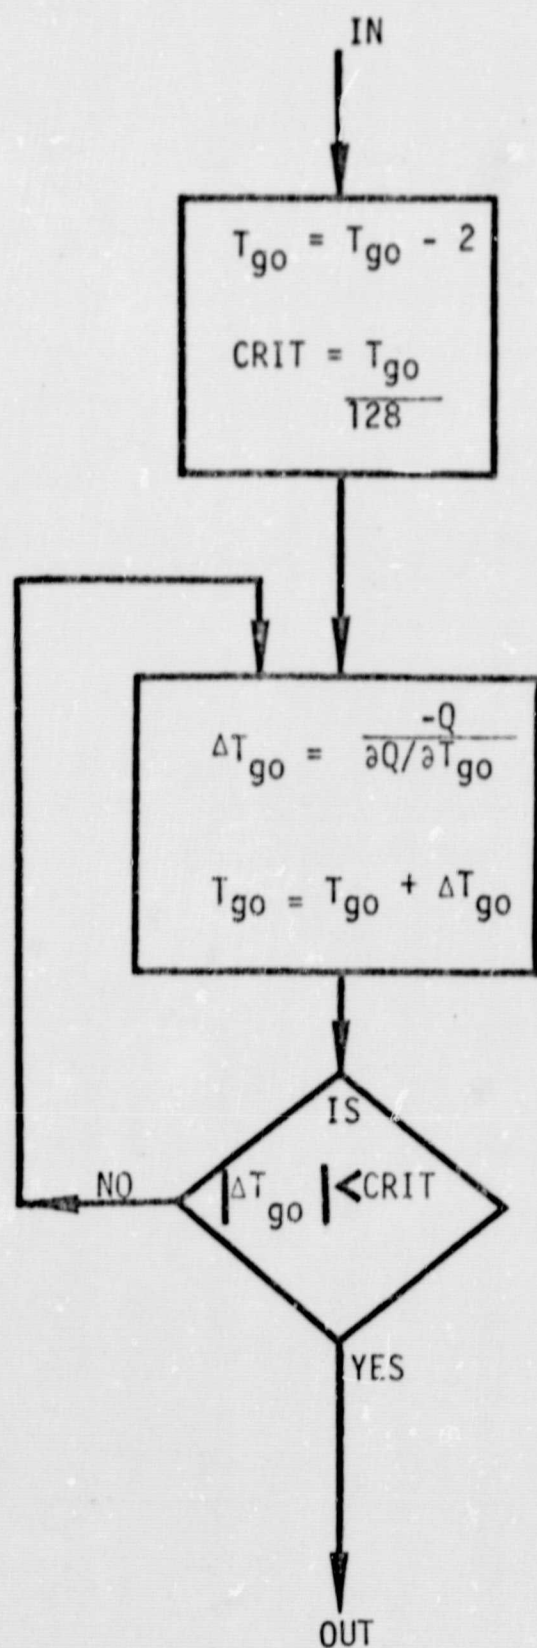 IN
T_go = T_go - 2
CRIT = T_go
128
ΔT_go = -Q
∂Q/∂T_go
T_go = T_go + ΔT_go
IS
|ΔT_go| < CRIT
NO
YES
OUT